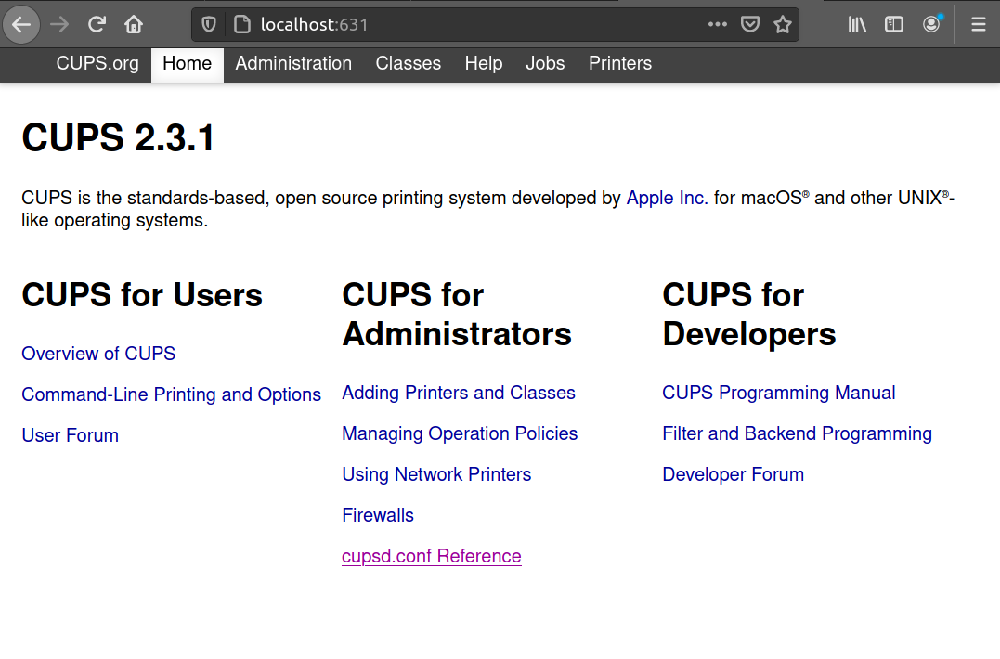 localhost:631
CUPS.org Home Administration Classes Help Jobs Printers
CUPS 2.3.1
CUPS is the standards-based, open source printing system developed by Apple Inc. for macOS® and other UNIX®-
like operating systems.
CUPS for Users
Overview of CUPS
Command-Line Printing and Options
User Forum
CUPS for
Administrators
Adding Printers and Classes
Managing Operation Policies
Using Network Printers
Firewalls
cupsd.conf Reference
CUPS for
Developers
CUPS Programming Manual
Filter and Backend Programming
Developer Forum